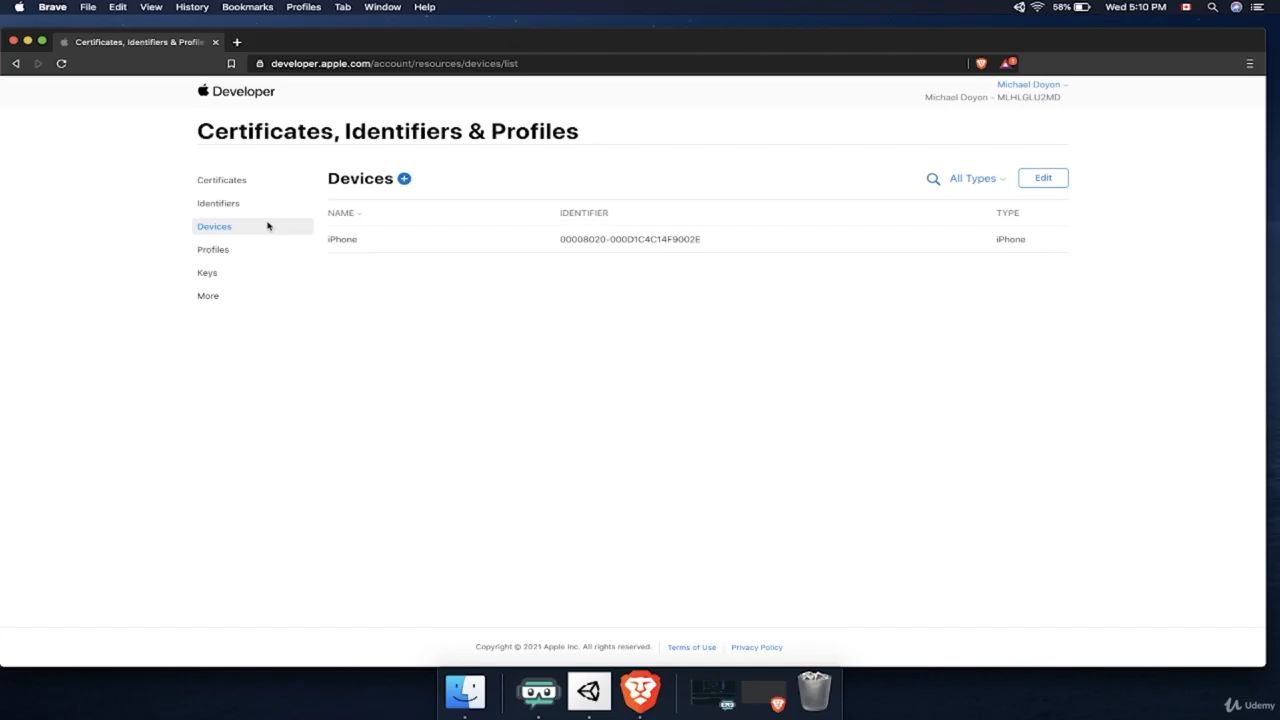 Brave File Edit View History Bookmarks Profiles Tab Window Help 58% Wed 5:10 PM
Certificates, Identifiers & Profile
developer.apple.com/account/resources/devices/list 1
Developer
Michael Doyon
Michael Doyon - MLHLGLU2MD
Certificates, Identifiers & Profiles
Certificates
Identifiers
Devices
Profiles
Keys
More
Devices
All Types Edit
NAME IDENTIFIER TYPE
iPhone 00008020-000D1C4C14F9002E iPhone
Copyright © 2021 Apple Inc. All rights reserved. Terms of Use Privacy Policy
Udemy